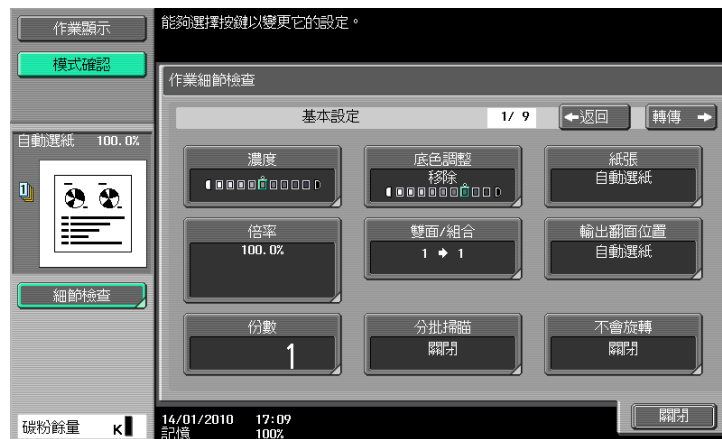 作業顯示
能夠選擇按鍵以變更它的設定。
模式確認
作業細節檢查
基本設定
1/ 9
返回
轉傳
自動選紙 100.0%
1
濃度
底色調整
移除
紙張
自動選紙
倍率
100.0%
雙面/組合
1 → 1
輸出翻面位置
自動選紙
細節檢查
份數
1
分批掃瞄
關閉
不會旋轉
關閉
碳粉餘量 K
14/01/2010 17:09
記憶 100%
關閉